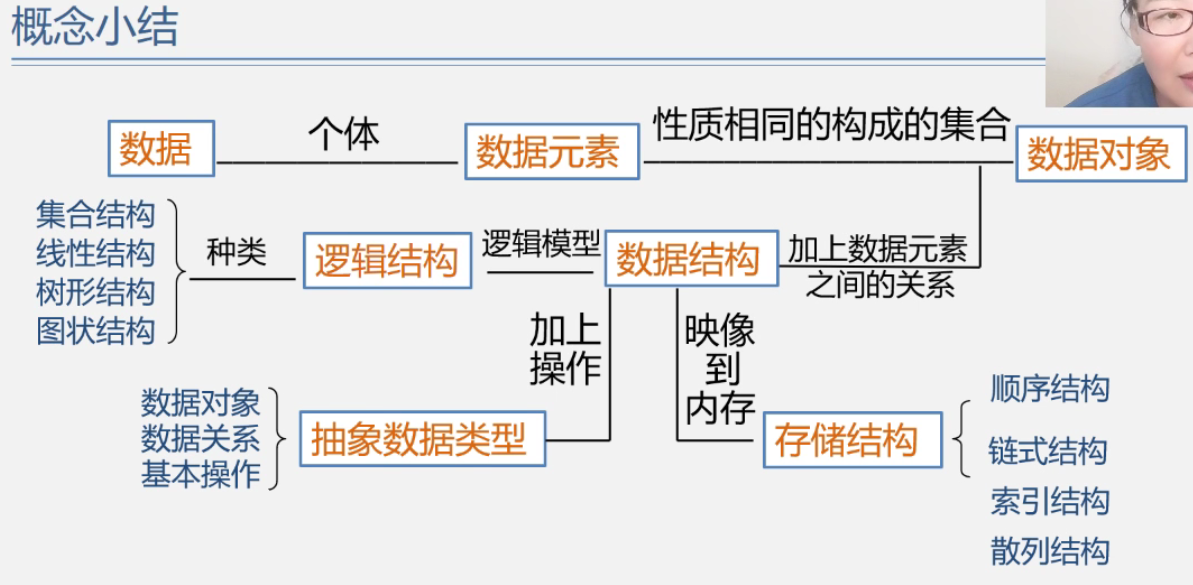 概念小结
数据
个体
数据元素
性质相同的构成的集合
数据对象
集合结构
线性结构
树形结构
图状结构
种类
逻辑结构
逻辑模型
数据结构
加上数据元素
之间的关系
加上
操作
映像
到
内存
数据对象
数据关系
基本操作
抽象数据类型
存储结构
顺序结构
链式结构
索引结构
散列结构